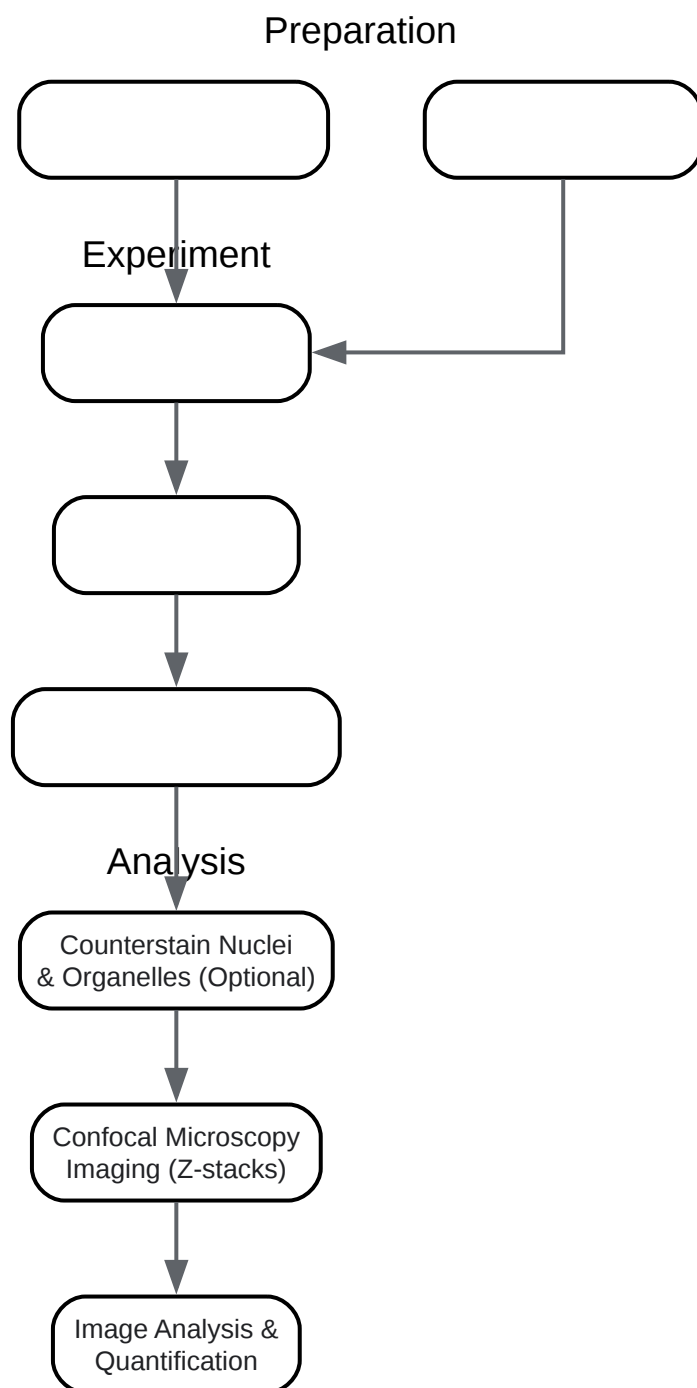 Preparation
Experiment
Analysis
Counterstain Nuclei
& Organelles (Optional)
Confocal Microscopy
Imaging (Z-stacks)
Image Analysis &
Quantification